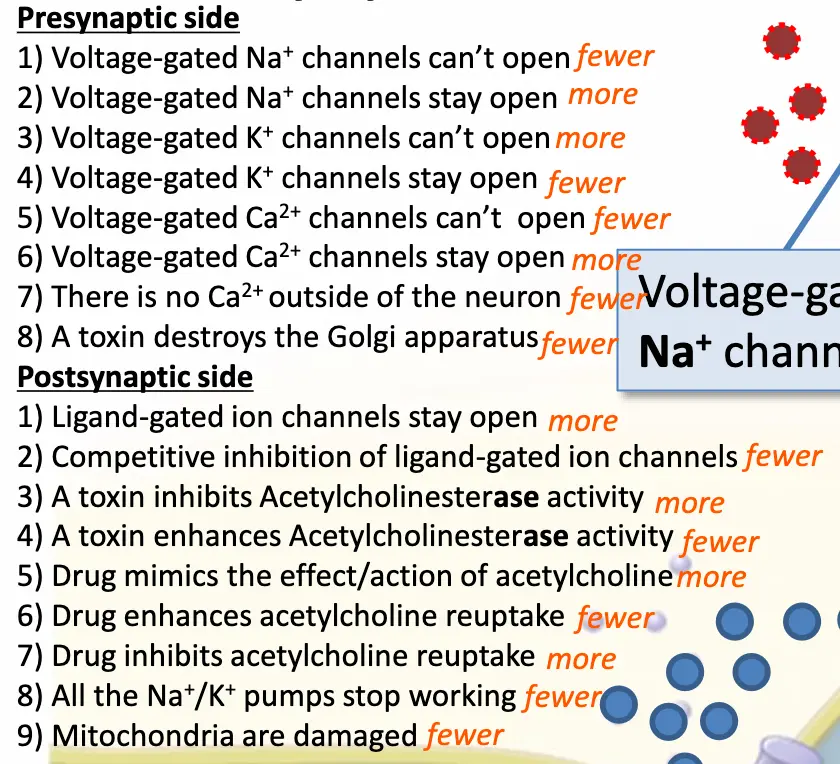 Presynaptic side
1) Voltage-gated Na⁺ channels can't open fewer
2) Voltage-gated Na⁺ channels stay open more
3) Voltage-gated K⁺ channels can't open more
4) Voltage-gated K⁺ channels stay open fewer
5) Voltage-gated Ca²⁺ channels can't open fewer
6) Voltage-gated Ca²⁺ channels stay open more
7) There is no Ca²⁺ outside of the neuron fewer
8) A toxin destroys the Golgi apparatus fewer
Voltage-ga
Na⁺ chann
Postsynaptic side
1) Ligand-gated ion channels stay open more
2) Competitive inhibition of ligand-gated ion channels fewer
3) A toxin inhibits Acetylcholinesterase activity more
4) A toxin enhances Acetylcholinesterase activity fewer
5) Drug mimics the effect/action of acetylcholine more
6) Drug enhances acetylcholine reuptake fewer
7) Drug inhibits acetylcholine reuptake more
8) All the Na⁺/K⁺ pumps stop working fewer
9) Mitochondria are damaged fewer